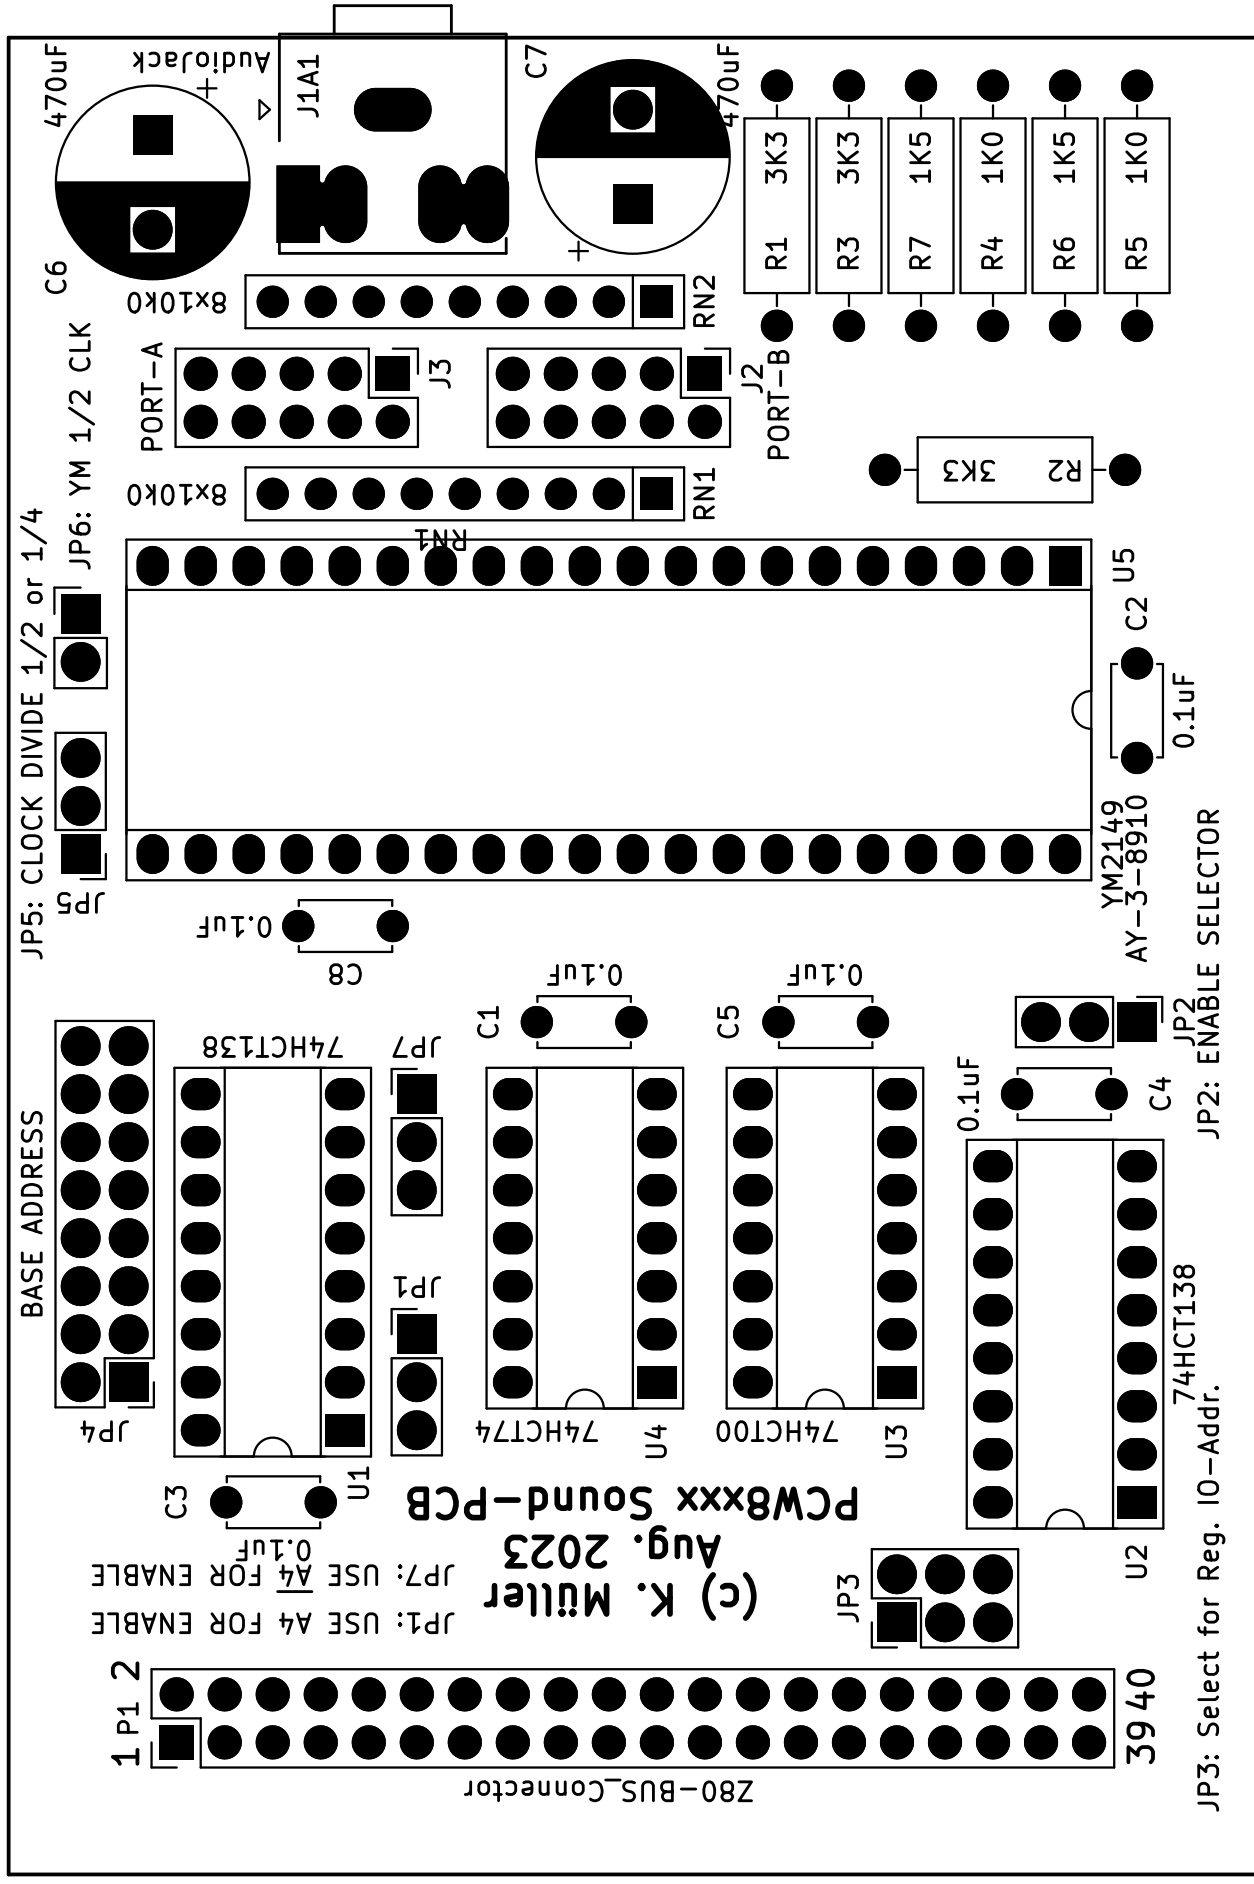 470uF
AudioJack
+
J1A1
C7
470uF
C6
+
3K3
R1
3K3
R3
1K5
R7
1K0
R4
1K5
R6
1K0
R5
8x10k0
RN2
JP6: YM 1/2 CLK
PORT-A
J3
J2
PORT-B
8x10k0
RN1
RN1
3K3
R2
JP5: CLOCK DIVIDE 1/2 or 1/4
U5
C2
0.1uF
JP5
YM2149
AY-3-8910
0.1uF
C8
JP2: ENABLE SELECTOR
74HCT138
JP7
C1
0.1uF
C5
0.1uF
JP2
0.1uF
C4
BASE ADDRESS
JP1
74HCT138
JP4
U1
74HCT74
U4
74HCT00
U3
C3
0.1uF
PCW8xxx Sound-PCB
Aug. 2023
(c) K. Müller
U2
JP7: USE A4 FOR ENABLE
JP1: USE A4 FOR ENABLE
JP3
JP3: Select for Reg. IO-Addr.
2
P1
1
40
39
Z80-BUS_Connector